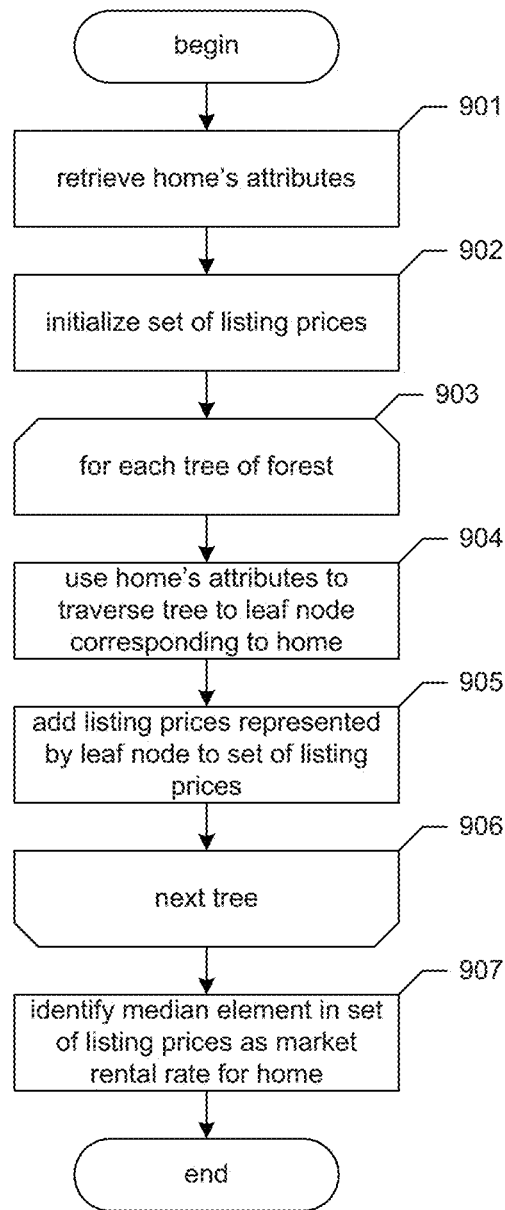 begin
901
retrieve home's attributes
902
initialize set of listing prices
903
for each tree of forest
904
use home's attributes to
traverse tree to leaf node
corresponding to home
905
add listing prices represented
by leaf node to set of listing
prices
906
next tree
907
identify median element in set
of listing prices as market
rental rate for home
end